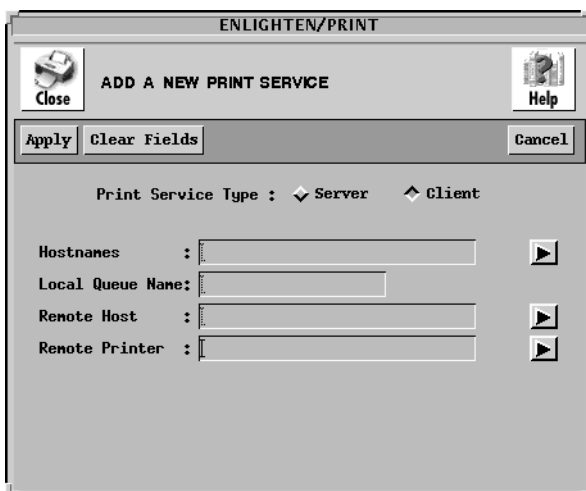 ENLIGHTEN/PRINT
Close
ADD A NEW PRINT SERVICE
Help
Apply
Clear Fields
Cancel
Print Service Type : Server Client
Hostnames :
Local Queue Name:
Remote Host :
Remote Printer :